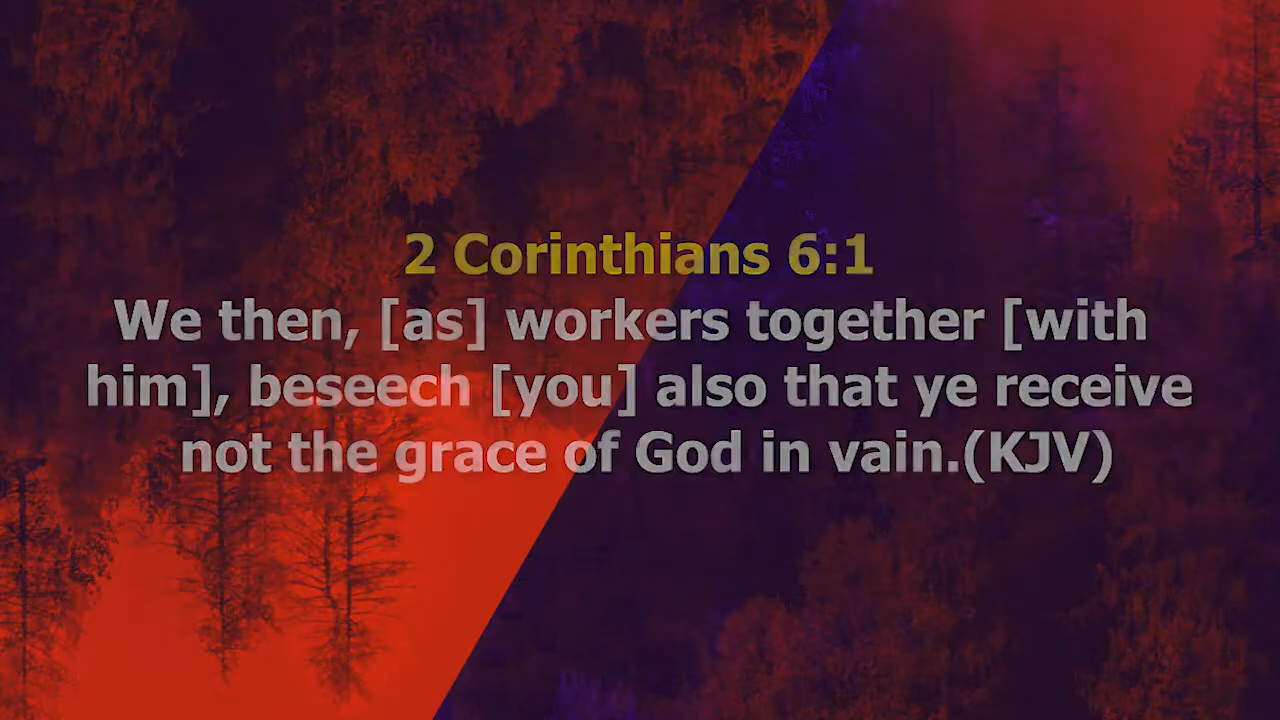 2 Corinthians 6:1
We then, [as] workers together [with
him], beseech [you] also that ye receive
not the grace of God in vain.(KJV)